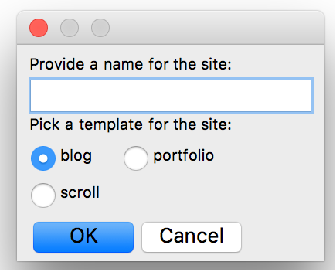 Provide a name for the site:
Pick a template for the site:
blog portfolio
scroll
OK Cancel